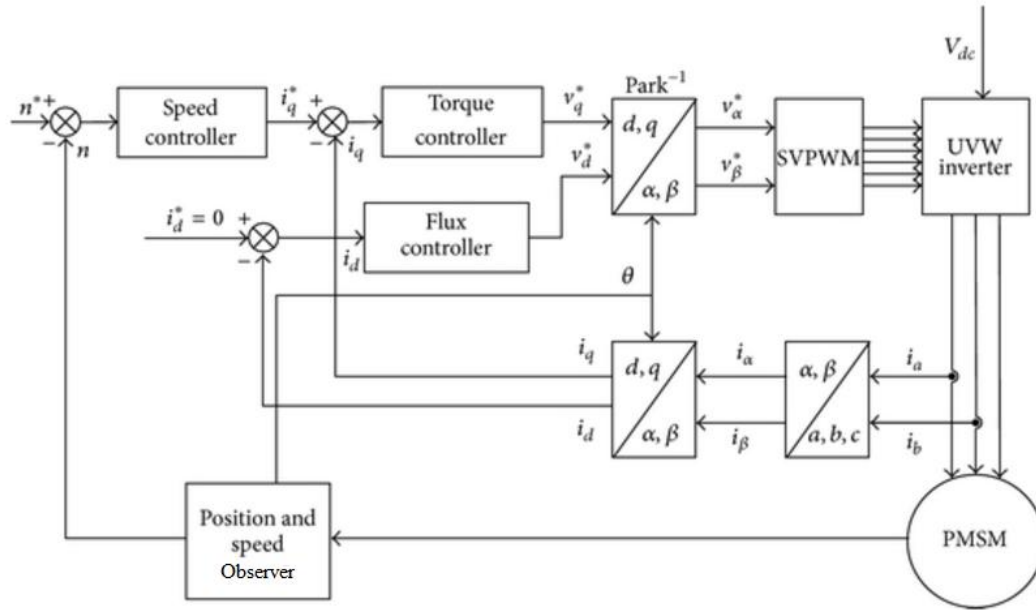 V_dc
Park⁻¹
n* +
−
n
Speed
controller
i_q* +
−
i_q
Torque
controller
v_q*
v_d*
d, q
α, β
v_α*
v_β*
SVPWM
UVW
inverter
i_d* = 0
+
−
i_d
Flux
controller
θ
i_q
i_d
d, q
α, β
i_α
i_β
α, β
a, b, c
i_a
i_b
Position and
speed
Observer
PMSM